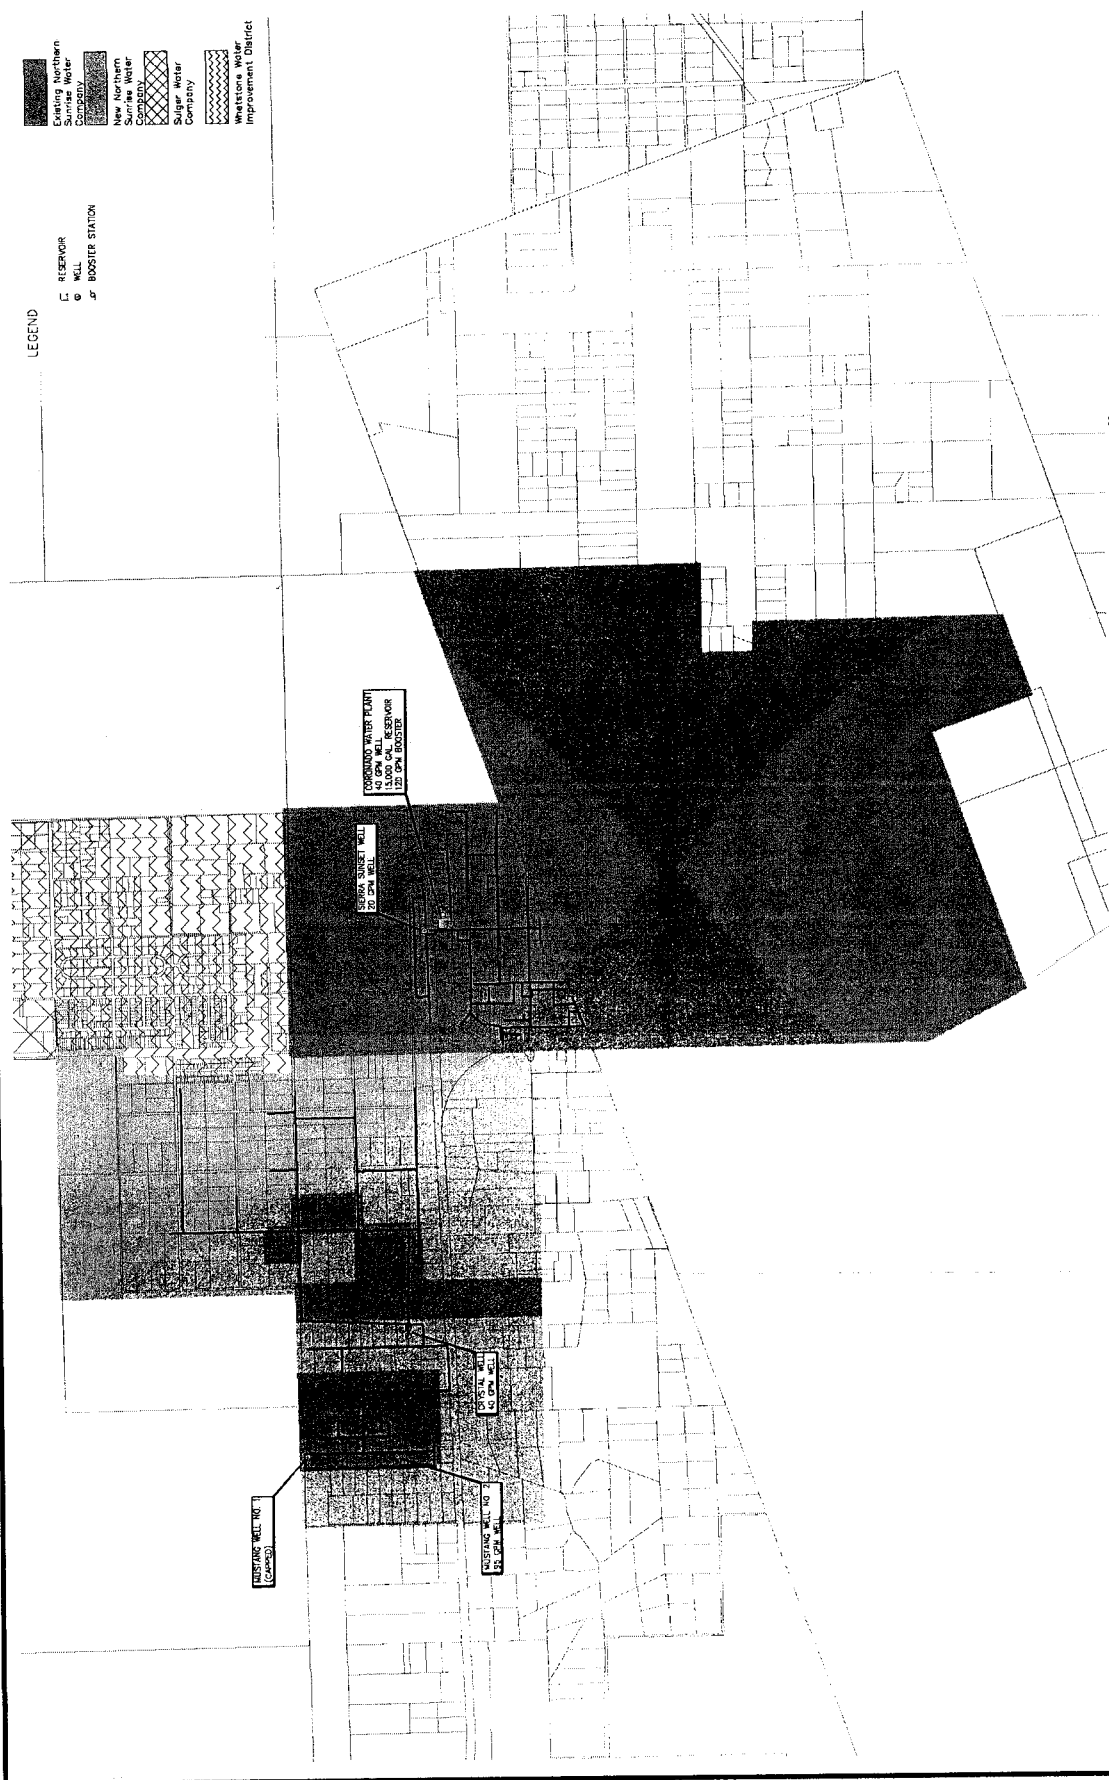 LEGEND
RESERVOIR
WELL
BOOSTER STATION
Existing Northern
Sunrise Water
Company
New Northern
Sunrise Water
Company
Sulger Water
Company
Whetstone Water
Improvement District
CORONADO WATER PLANT
40 GPM WELL
15,000 GAL. RESERVOIR
120 GPM BOOSTER
SIERRA SUNSET WELL
20 GPM WELL
CRYSTAL WELL
40 GPM WELL
MUSTANG WELL NO. 1
(CAPPED)
MUSTANG WELL NO. 2
95 GPM WELL